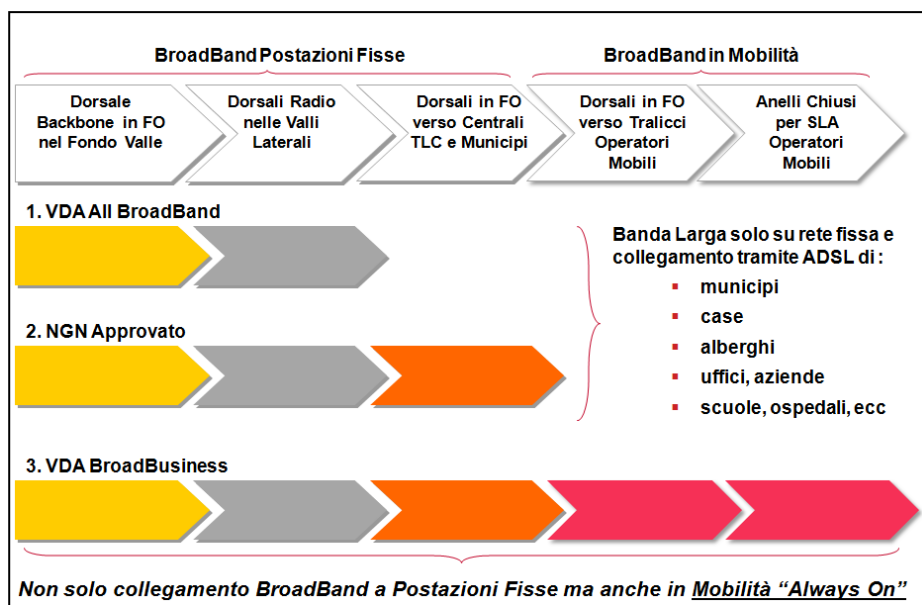 BroadBand Postazioni Fisse
BroadBand in Mobilità
Dorsale
Backbone in FO
nel Fondo Valle
Dorsali Radio
nelle Valli
Laterali
Dorsali in FO
verso Centrali
TLC e Municipi
Dorsali in FO
verso Tralicci
Operatori
Mobili
Anelli Chiusi
per SLA
Operatori
Mobili
1. VDA All BroadBand
Banda Larga solo su rete fissa e
collegamento tramite ADSL di :
▪ municipi
▪ case
▪ alberghi
▪ uffici, aziende
▪ scuole, ospedali, ecc
2. NGN Approvato
3. VDA BroadBusiness
Non solo collegamento BroadBand a Postazioni Fisse ma anche in Mobilità “Always On”